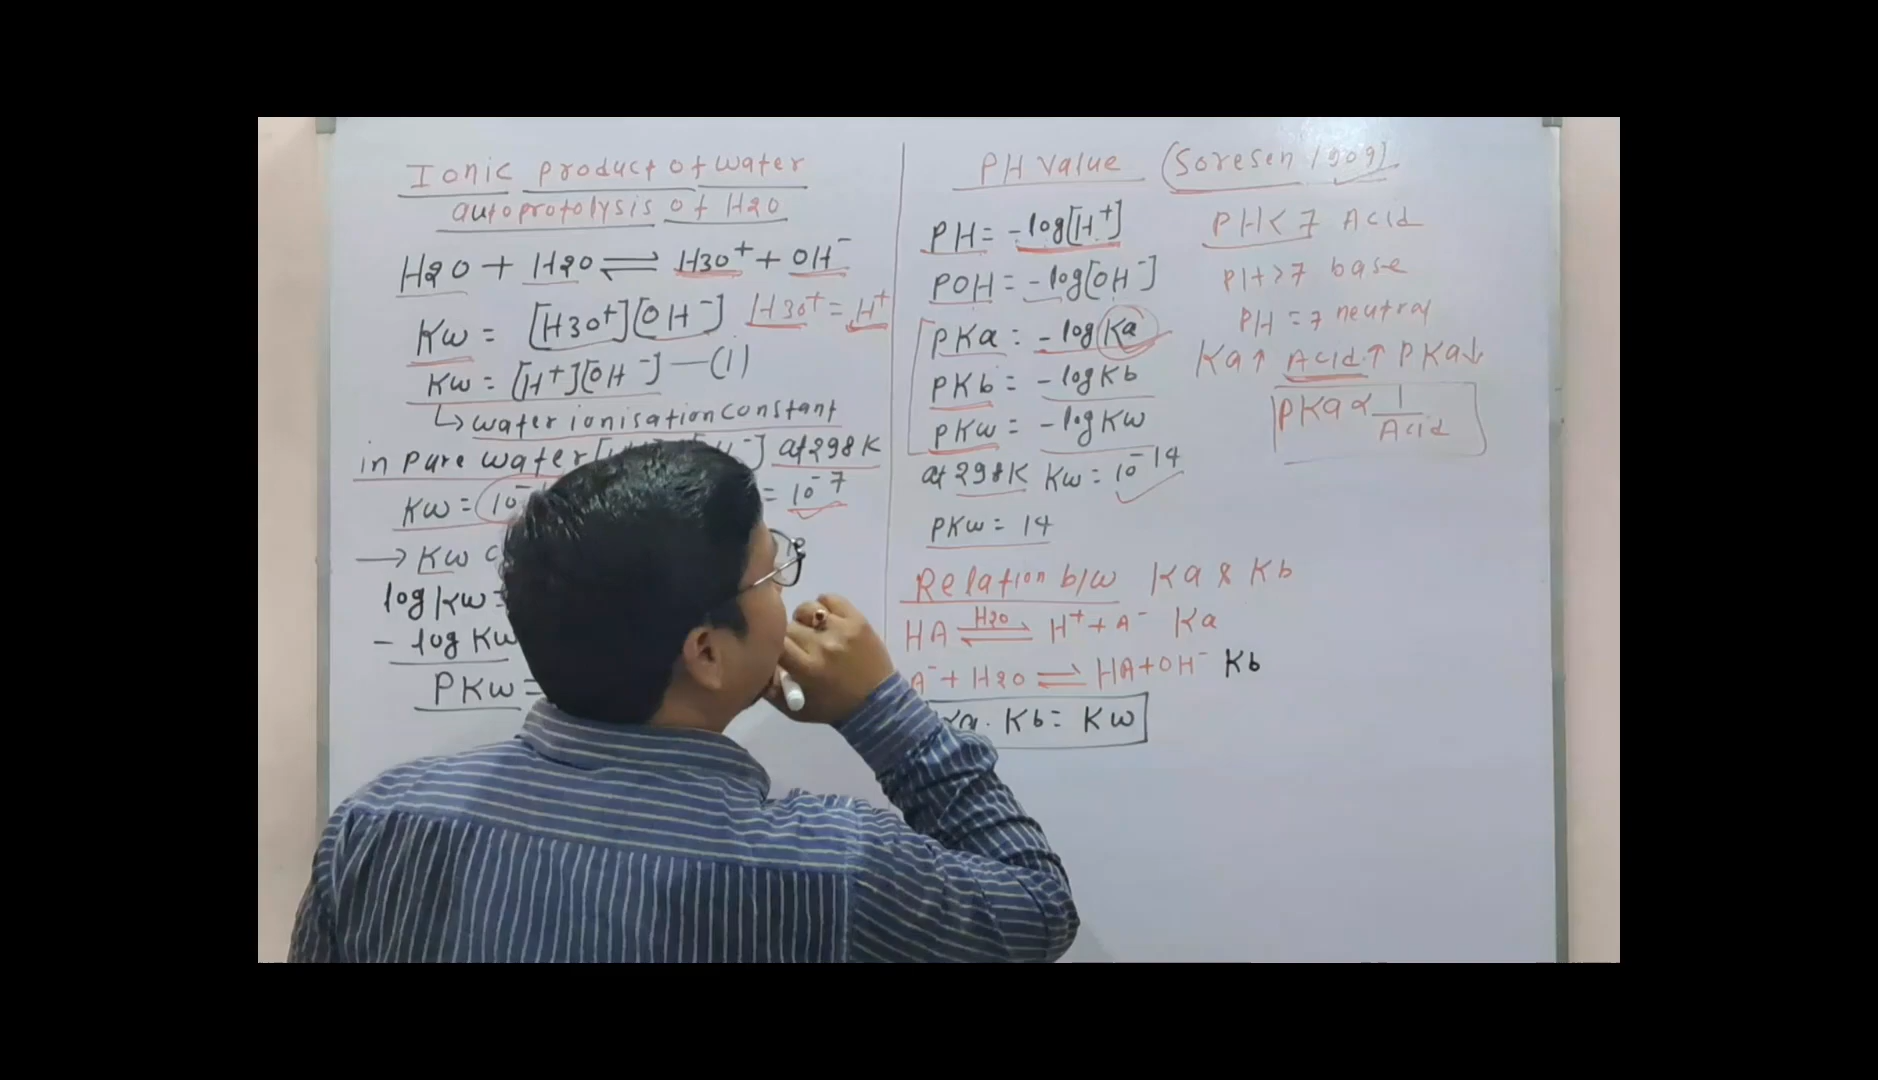 Ionic product of water
autoprotolysis of H2O
H2O + H2O ⇌ H3O+ + OH-
Kw = [H3O+][OH-] H3O+ = H+
Kw = [H+][OH-] —(1)
↳ water ionisation constant
in pure water at 298K
Kw = 10 = 10-7
→ Kw
log Kw =
- log Kw
PKw =
PH value (Soresen 1909)
PH = -log[H+] PH < 7 Acid
POH = -log[OH-] PH > 7 base
PKa = -log Ka PH = 7 neutral
Ka↑ Acid↑ PKa↓
PKb = -log Kb
PKa ∝ 1/Acid
PKw = -log Kw
at 298K Kw = 10-14
PKw = 14
Relation b/w Ka & Kb
HA ⇌ H2O H+ + A- Ka
A- + H2O ⇌ HA + OH- Kb
Ka. Kb = Kw